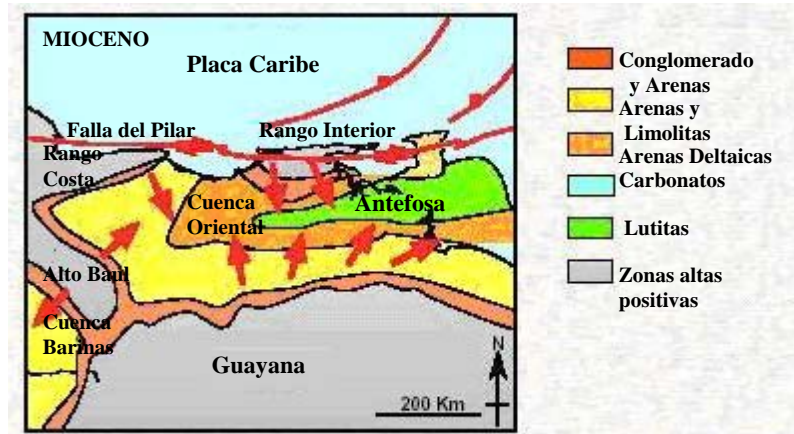 MIOCENO
Placa Caribe
Falla del Pilar
Rango Interior
Rango
Costa
Cuenca
Oriental
Antefosa
Alto Baul
Cuenca
Barinas
Guayana
N
200 Km
Conglomerado
y Arenas
Arenas y
Limolitas
Arenas Deltaicas
Carbonatos
Lutitas
Zonas altas
positivas